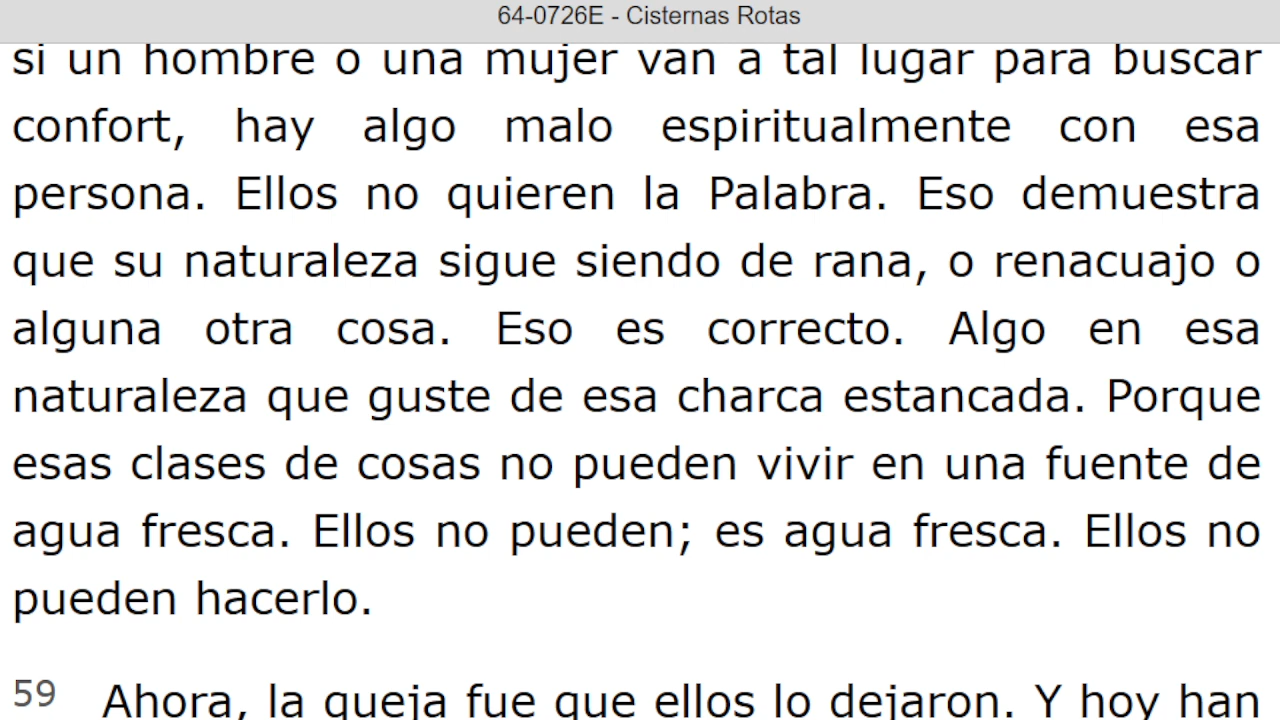 64-0726E - Cisternas Rotas
si un hombre o una mujer van a tal lugar para buscar
confort, hay algo malo espiritualmente con esa
persona. Ellos no quieren la Palabra. Eso demuestra
que su naturaleza sigue siendo de rana, o renacuajo o
alguna otra cosa. Eso es correcto. Algo en esa
naturaleza que guste de esa charca estancada. Porque
esas clases de cosas no pueden vivir en una fuente de
agua fresca. Ellos no pueden; es agua fresca. Ellos no
pueden hacerlo.
59 Ahora, la queja fue que ellos lo dejaron. Y hoy han